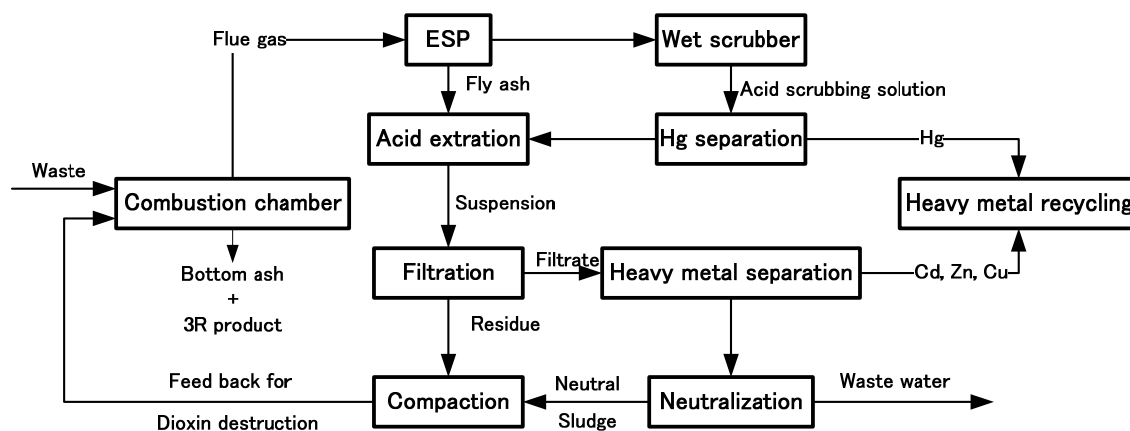 Flue gas
ESP
Wet scrubber
Fly ash
Acid scrubbing solution
Acid extration
Hg separation
Hg
Waste
Combustion chamber
Suspension
Heavy metal recycling
Bottom ash
+
3R product
Filtration
Filtrate
Heavy metal separation
Cd, Zn, Cu
Residue
Feed back for
Dioxin destruction
Compaction
Neutral
Sludge
Neutralization
Waste water